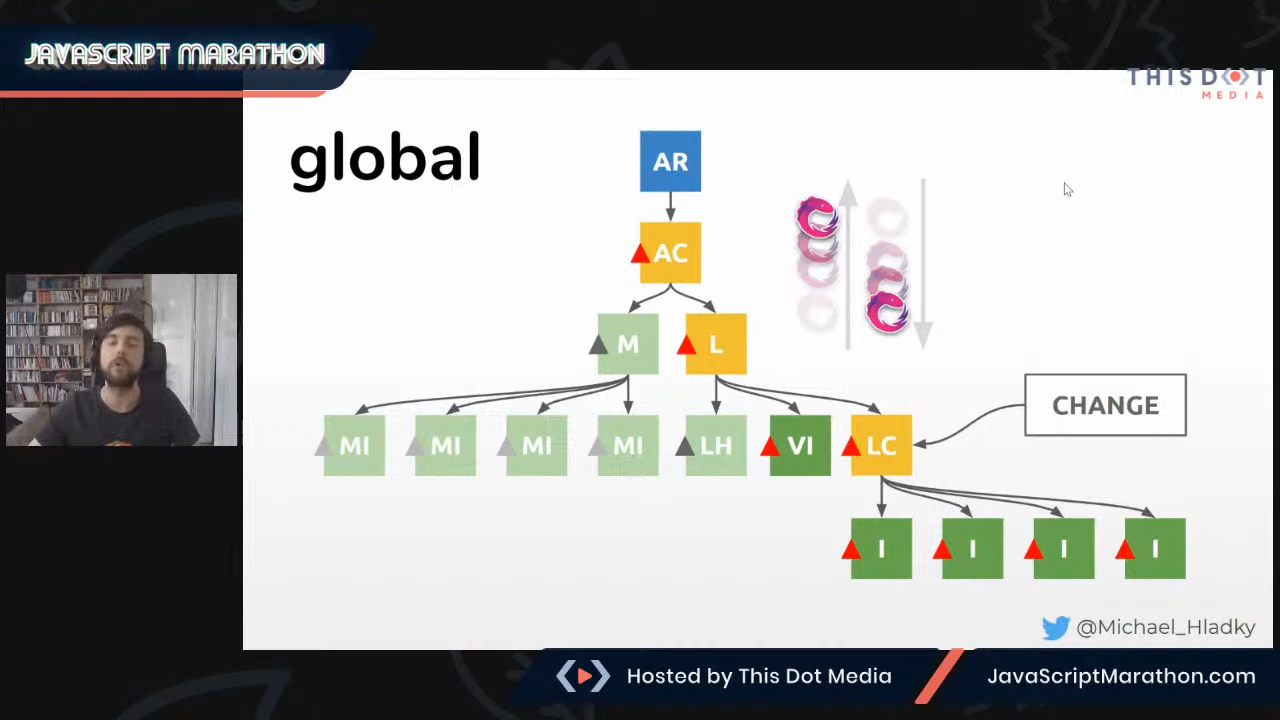 JAVASCRIPT MARATHON
THIS DOT
MEDIA
global
AR
AC
M
L
MI
MI
MI
MI
LH
VI
LC
CHANGE
I
I
I
I
@Michael_Hladky
Hosted by This Dot Media
JavaScriptMarathon.com